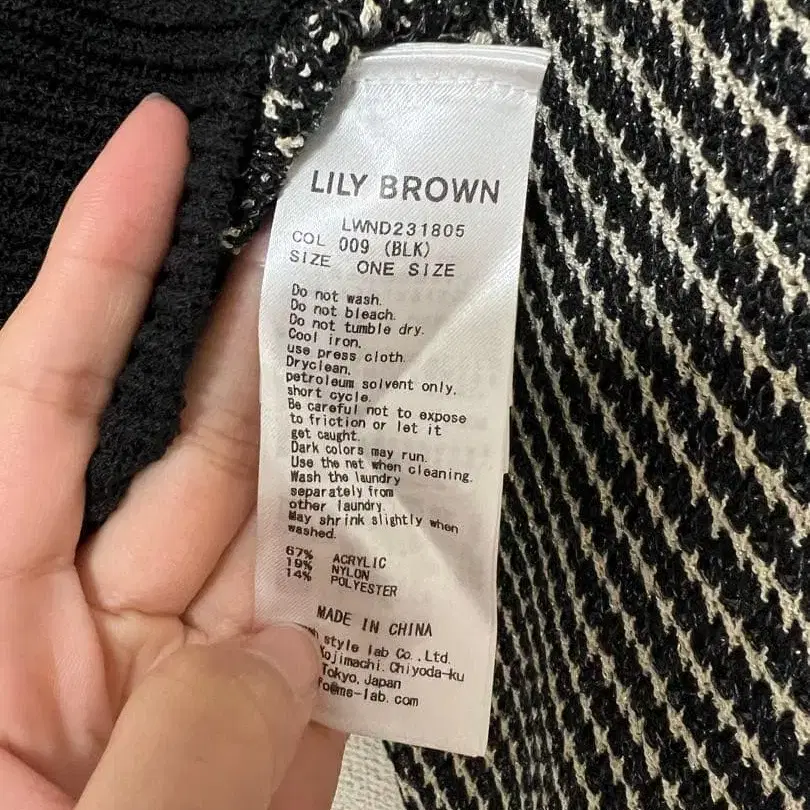 LILY BROWN
LWND231805
COL 009 (BLK)
SIZE ONE SIZE
Do not wash.
Do not bleach.
Do not tumble dry.
Cool iron.
use press cloth.
Dryclean.
petroleum solvent only.
short cycle.
Be careful not to expose
to friction or let it
get caught.
Dark colors may run.
Use the net when cleaning.
Wash the laundry
separately from
other laundry.
May shrink slightly when
washed.
67% ACRYLIC
19% NYLON
14% POLYESTER
MADE IN CHINA
style lab Co.,Ltd.
Kojimachi.Chiyoda-ku
Tokyo, Japan
fo@ms-lab.com